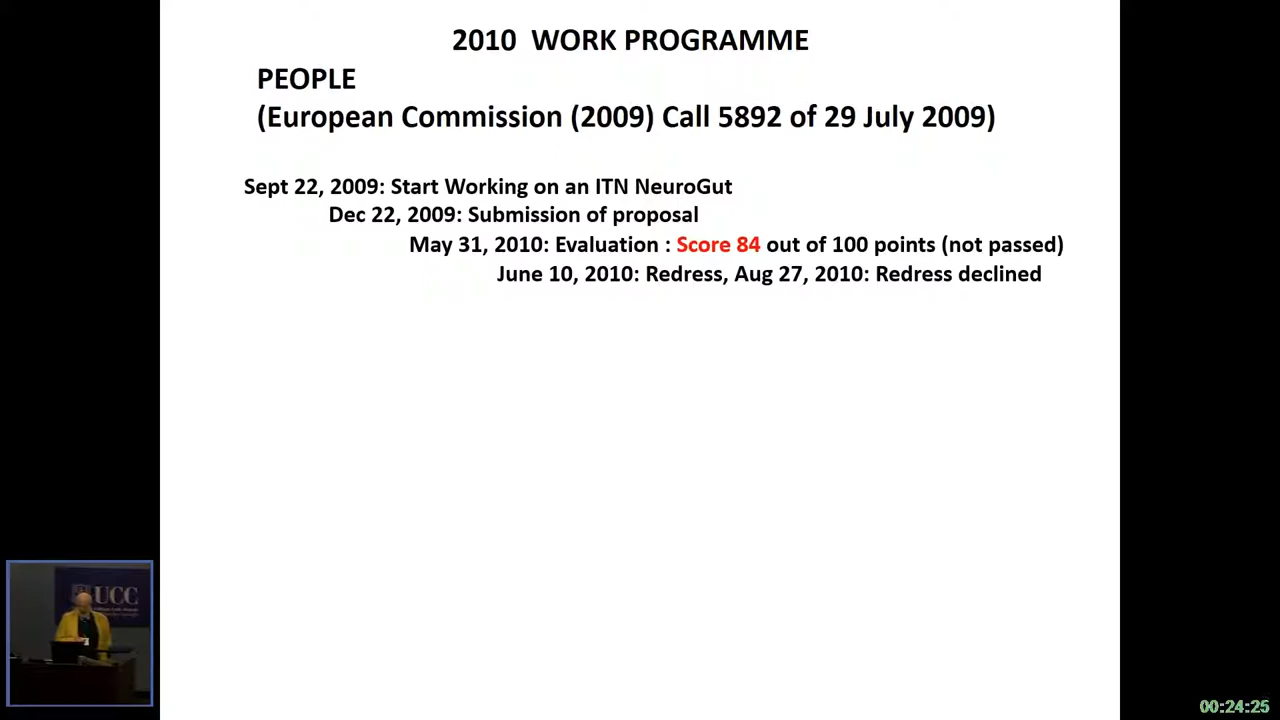 2010 WORK PROGRAMME
PEOPLE
(European Commission (2009) Call 5892 of 29 July 2009)
Sept 22, 2009: Start Working on an ITN NeuroGut
Dec 22, 2009: Submission of proposal
May 31, 2010: Evaluation : Score 84 out of 100 points (not passed)
June 10, 2010: Redress, Aug 27, 2010: Redress declined
UCC
00:24:25